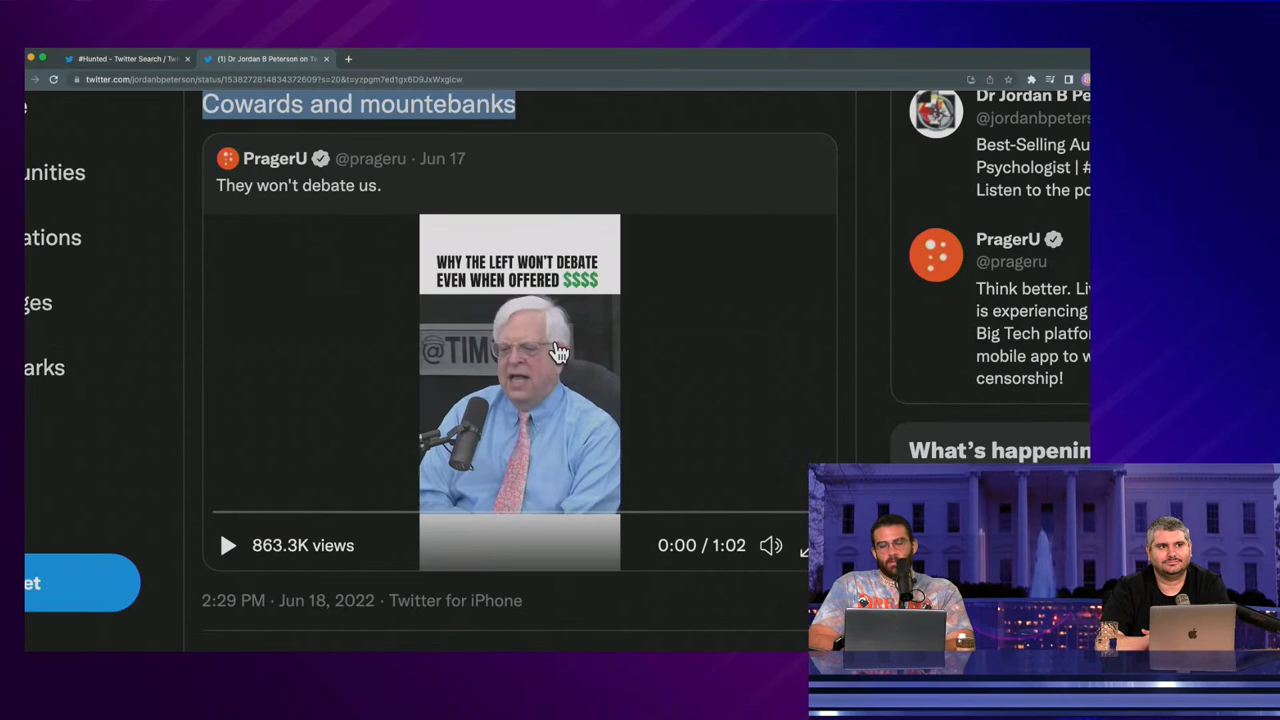 #Hunted - Twitter Search / Twi
(1) Dr Jordan B Peterson on Tw
twitter.com/jordanbpeterson/status/1538272814834372609?s=20&t=yzpgm7ed1gx6D9JxWxgicw
Cowards and mountebanks
PragerU @prageru · Jun 17
They won't debate us.
WHY THE LEFT WON'T DEBATE
EVEN WHEN OFFERED $$$$
@TIM
863.3K views
0:00 / 1:02
2:29 PM · Jun 18, 2022 · Twitter for iPhone
unities
ations
ges
arks
et
Dr Jordan B Pe
@jordanbpeters
Best-Selling Au
Psychologist | #
Listen to the po
PragerU
@prageru
Think better. Li
is experiencing
Big Tech platfor
mobile app to w
censorship!
What's happenin